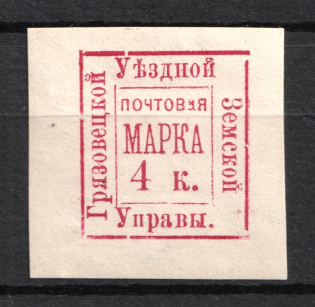 Грязовецкой
Уѣздной
Земской
Управы.
ПОЧТОВАЯ
МАРКА
4 к.